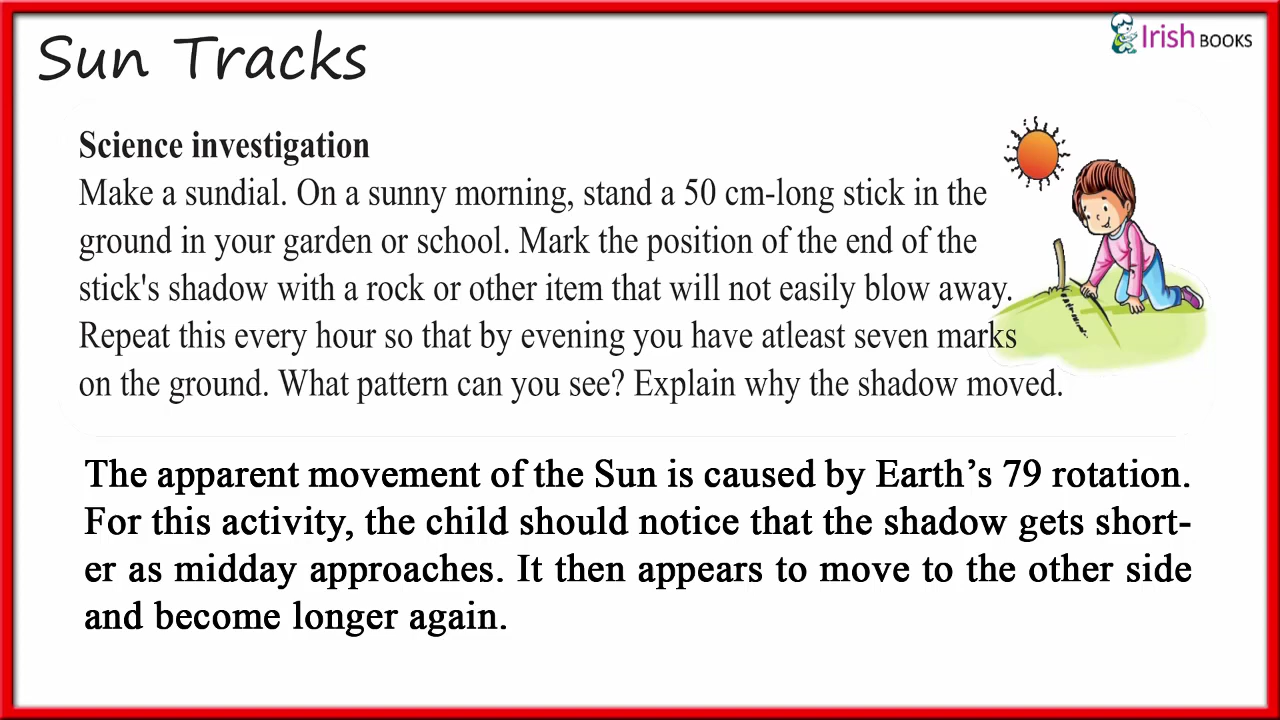 Sun Tracks
Irish BOOKS
Science investigation
Make a sundial. On a sunny morning, stand a 50 cm-long stick in the
ground in your garden or school. Mark the position of the end of the
stick's shadow with a rock or other item that will not easily blow away.
Repeat this every hour so that by evening you have atleast seven marks
on the ground. What pattern can you see? Explain why the shadow moved.
The apparent movement of the Sun is caused by Earth’s 79 rotation.
For this activity, the child should notice that the shadow gets short-
er as midday approaches. It then appears to move to the other side
and become longer again.